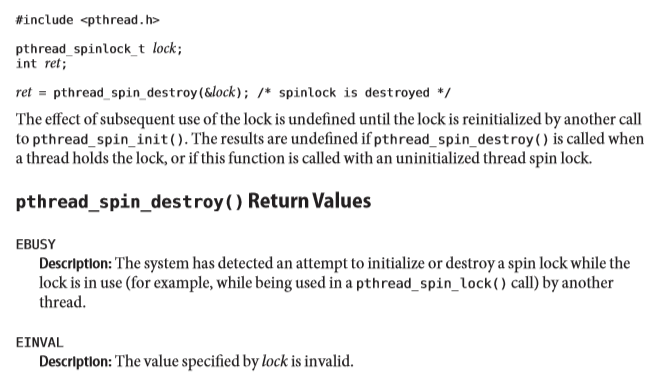 #include <pthread.h>
pthread_spinlock_t lock;
int ret;
ret = pthread_spin_destroy(&lock); /* spinlock is destroyed */
The effect of subsequent use of the lock is undefined until the lock is reinitialized by another call
to pthread_spin_init(). The results are undefined if pthread_spin_destroy() is called when
a thread holds the lock, or if this function is called with an uninitialized thread spin lock.
pthread_spin_destroy() Return Values
EBUSY
Description: The system has detected an attempt to initialize or destroy a spin lock while the
lock is in use (for example, while being used in a pthread_spin_lock() call) by another
thread.
EINVAL
Description: The value specified by lock is invalid.